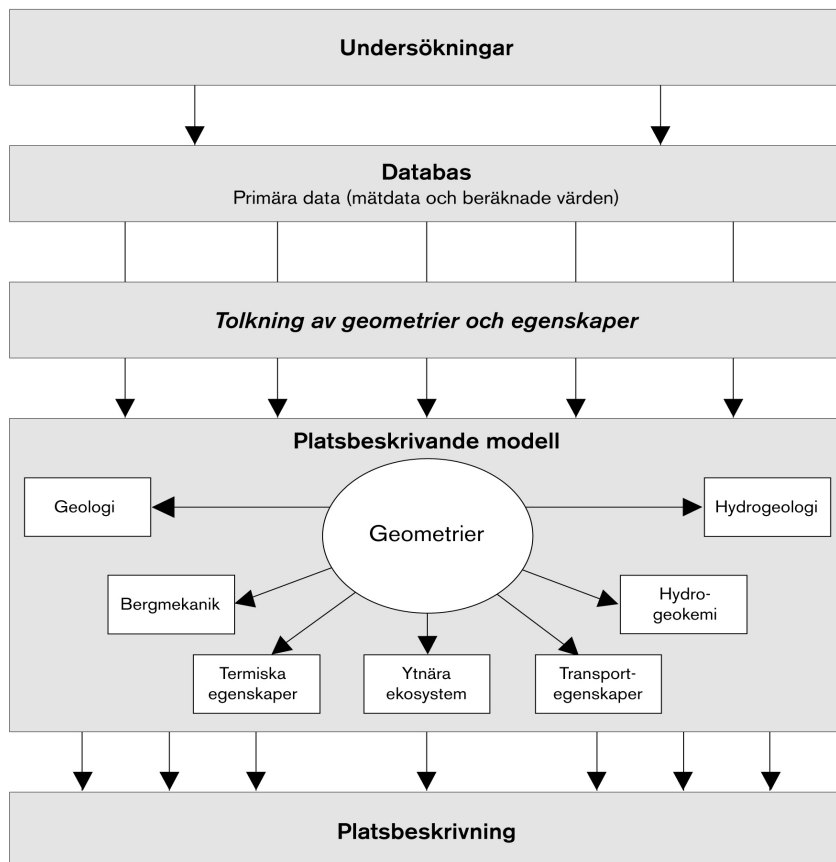 Undersökningar
Databas
Primära data (mätdata och beräknade värden)
Tolkning av geometrier och egenskaper
Platsbeskrivande modell
Geologi
Geometrier
Hydrogeologi
Bergmekanik
Hydro-
geokemi
Termiska
egenskaper
Ytnära
ekosystem
Transport-
egenskaper
Platsbeskrivning